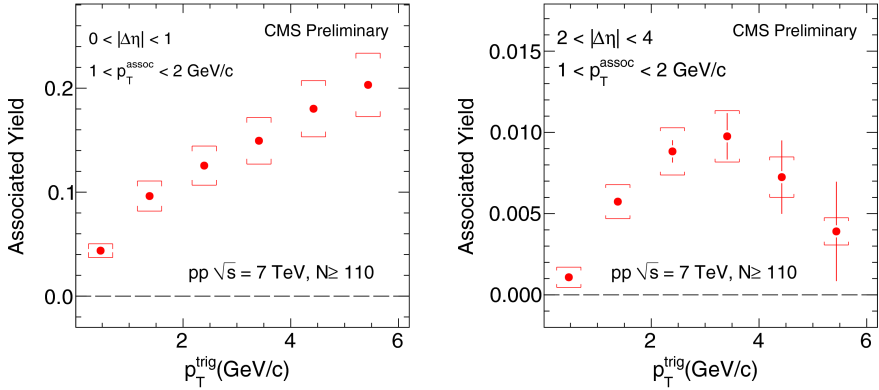 0 < |Δη| < 1
CMS Preliminary
1 < p_T^assoc < 2 GeV/c
0.2
0.1
0.0
Associated Yield
pp √s = 7 TeV, N≥ 110
0 2 4 6
p_T^trig(GeV/c)
2 < |Δη| < 4
CMS Preliminary
1 < p_T^assoc < 2 GeV/c
0.015
0.010
0.005
0.000
Associated Yield
pp √s = 7 TeV, N≥ 110
0 2 4 6
p_T^trig(GeV/c)